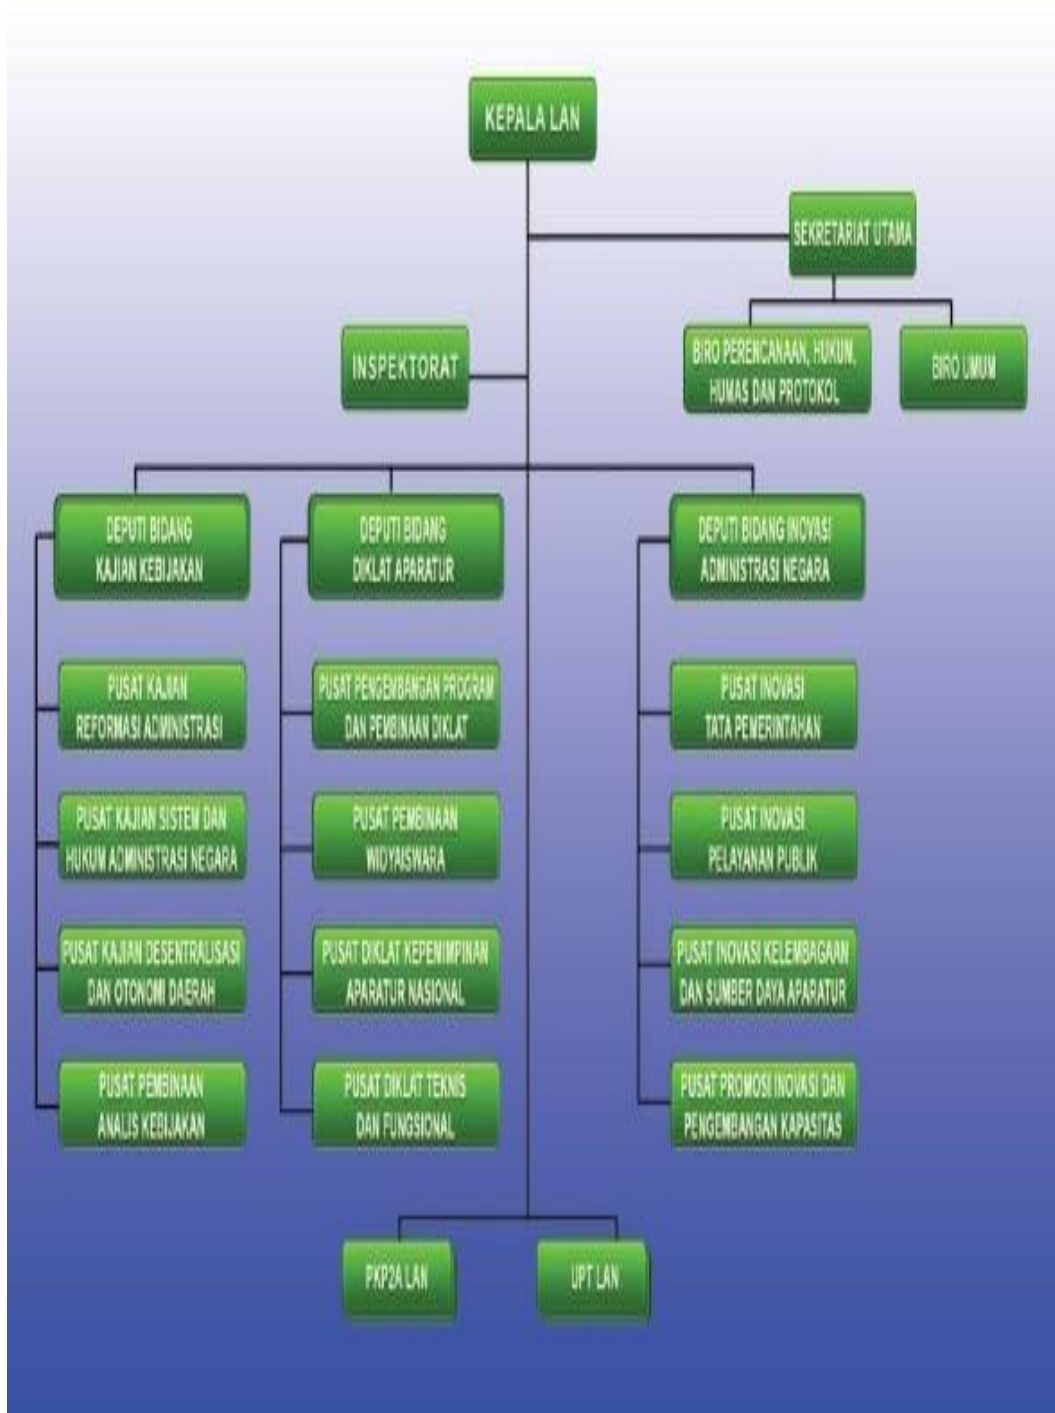 KEPALA LAN
SEKRETARIAT UTAMA
INSPEKTORAT
BIRO PERENCANAAN, HUKUM,
HUMAS DAN PROTOKOL
BIRO UMUM
DEPUTI BIDANG
KAJIAN KEBIJAKAN
DEPUTI BIDANG
DIKLAT APARATUR
DEPUTI BIDANG INOVASI
ADMINISTRASI NEGARA
PUSAT KAJIAN
REFORMASI ADMINISTRASI
PUSAT PENGEMBANGAN PROGRAM
DAN PEMBINAAN DIKLAT
PUSAT INOVASI
TATA PEMERINTAHAN
PUSAT KAJIAN SISTEM DAN
HUKUM ADMINISTRASI NEGARA
PUSAT PEMBINAAN
WIDYAISWARA
PUSAT INOVASI
PELAYANAN PUBLIK
PUSAT KAJIAN DESENTRALISASI
DAN OTONOMI DAERAH
PUSAT DIKLAT KEPEMIMPINAN
APARATUR NASIONAL
PUSAT INOVASI KELEMBAGAAN
DAN SUMBER DAYA APARATUR
PUSAT PEMBINAAN
ANALIS KEBIJAKAN
PUSAT DIKLAT TEKNIS
DAN FUNGSIONAL
PUSAT PROMOSI INOVASI DAN
PENGEMBANGAN KAPASITAS
PKP2A LAN
UPT LAN